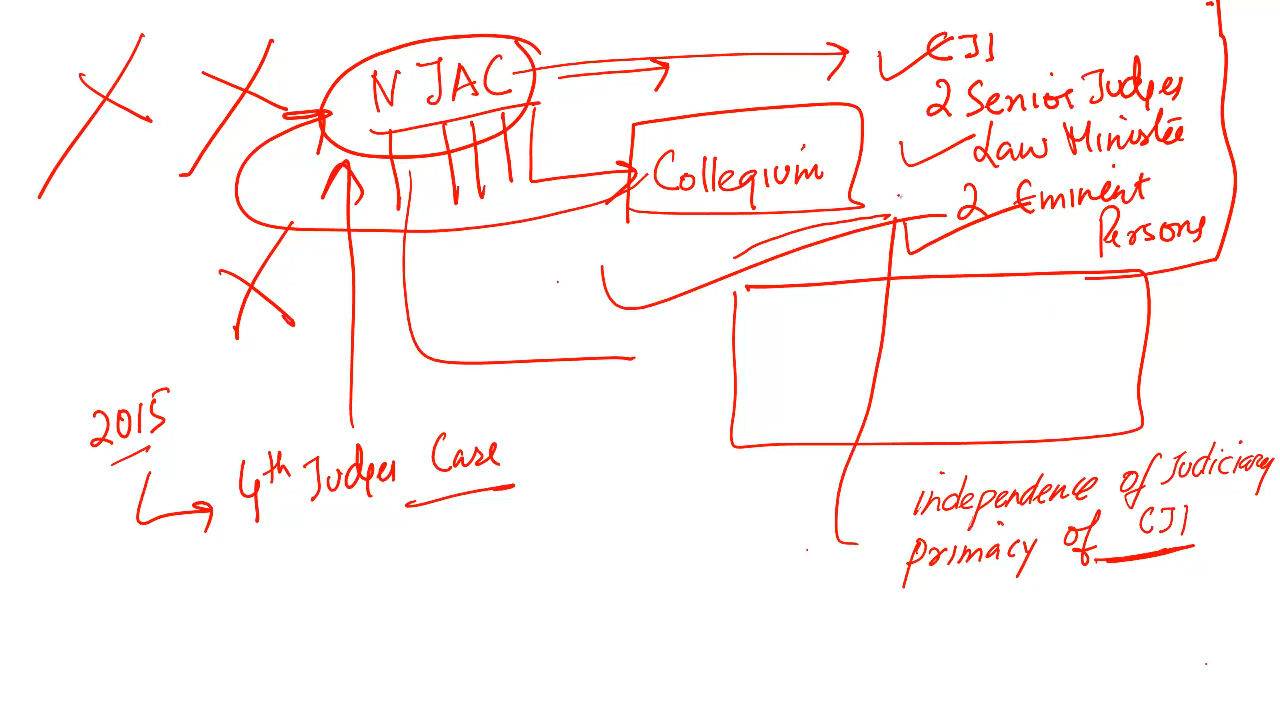 NJAC
CJI
2 Senior Judges
Law Ministée
2 Eminent
Persons
Collegium
2015
4th Judges Case
independence of Judiciary
primacy of CJI